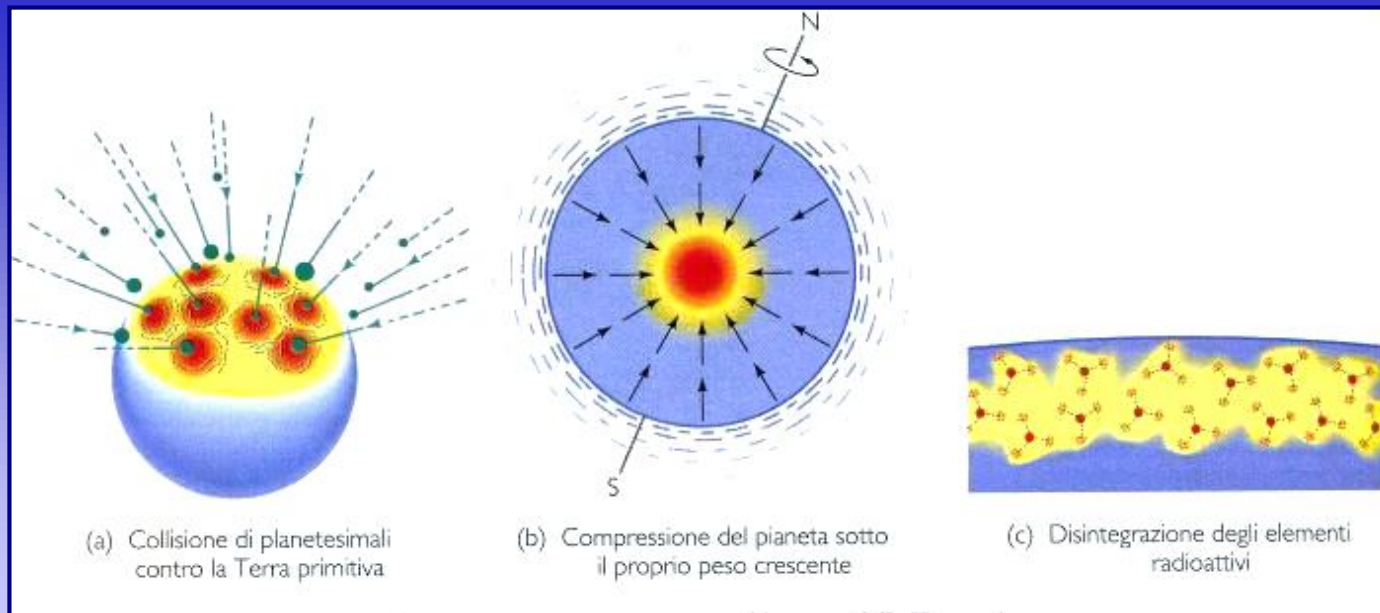 N
S
(a) Collisione di planetesimali
contro la Terra primitiva
(b) Compressione del pianeta sotto
il proprio peso crescente
(c) Disintegrazione degli elementi
radioattivi